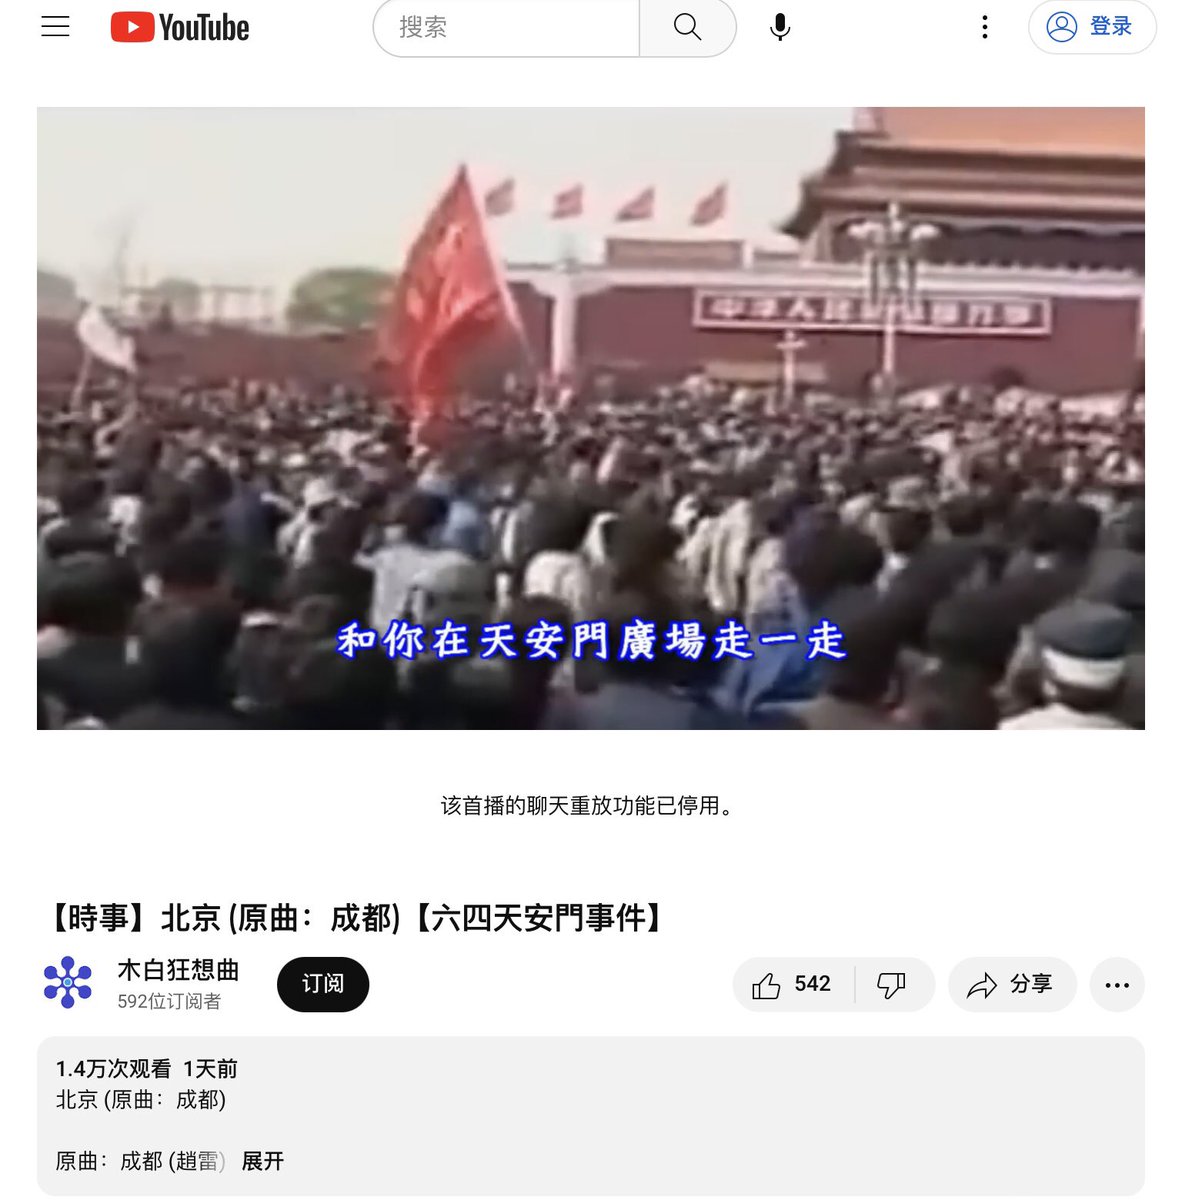 YouTube
搜索
登录
中华人民
和你在天安門廣場走一走
该首播的聊天重放功能已停用。
【時事】北京 (原曲：成都)【六四天安門事件】
木白狂想曲
592位订阅者
订阅
542
分享
1.4万次观看 1天前
北京 (原曲：成都)
原曲：成都 (趙雷) 展开